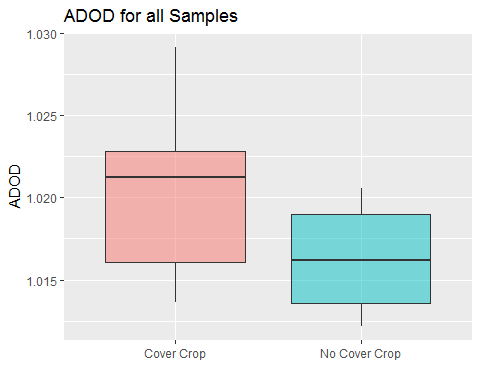 ADOD for all Samples
1.030
1.025
1.020
1.015
ADOD
Cover Crop
No Cover Crop